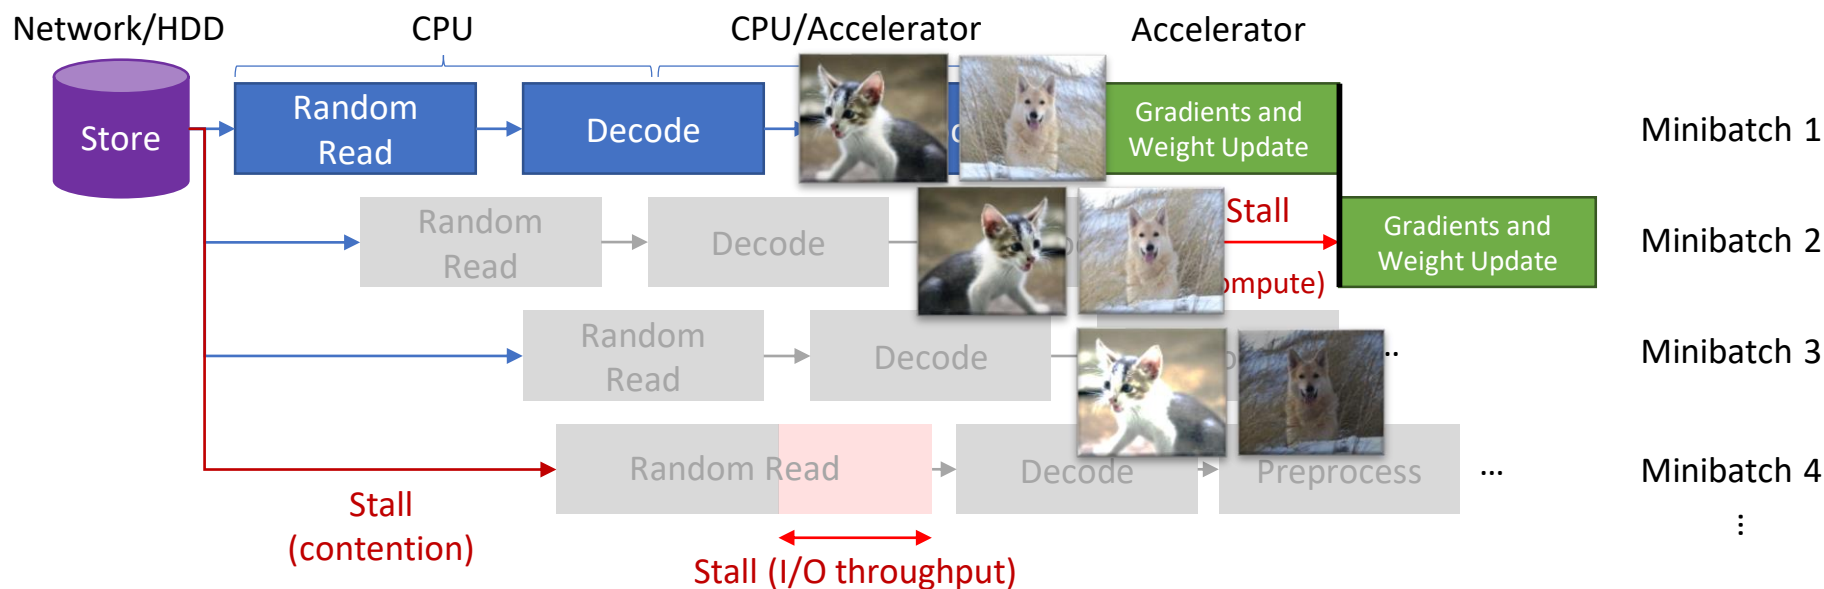 Network/HDD
CPU
CPU/Accelerator
Accelerator
Store
Random
Read
Decode
Gradients and
Weight Update
Minibatch 1
Random
Read
Decode
Stall
Gradients and
Weight Update
Minibatch 2
Random
Read
Decode
Minibatch 3
Random Read
Decode
Preprocess
...
Minibatch 4
Stall
(contention)
Stall (I/O throughput)